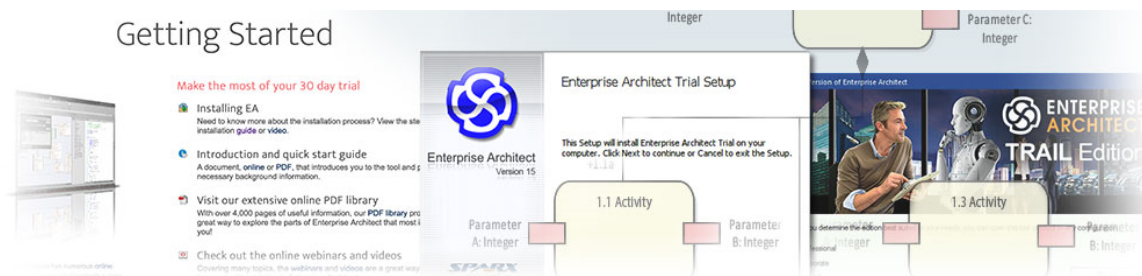 Getting Started
Make the most of your 30 day trial
Installing EA
Need to know more about the installation process? View the ste
installation guide or video.
Introduction and quick start guide
A document, online or PDF, that introduces you to the tool and p
necessary background information.
Visit our extensive online PDF library
With over 4,000 pages of useful information, our PDF library pro
great way to explore the parts of Enterprise Architect that most i
you!
Check out the online webinars and videos
Covering many topics, the webinars and videos are a great way
Enterprise Architect
Version 15
SPARX
Enterprise Architect Trial Setup
This Setup will install Enterprise Architect Trial on your
computer. Click Next to continue or Cancel to exit the Setup.
Integer
Parameter C:
Integer
ersion of Enterprise Architect
ENTERPRIS
ARCHITEC
TRAIL Edition
1.1 Activity
Parameter
A: Integer
Parameter
B: Integer
1.3 Activity
Integer
Parameter
B: Integer